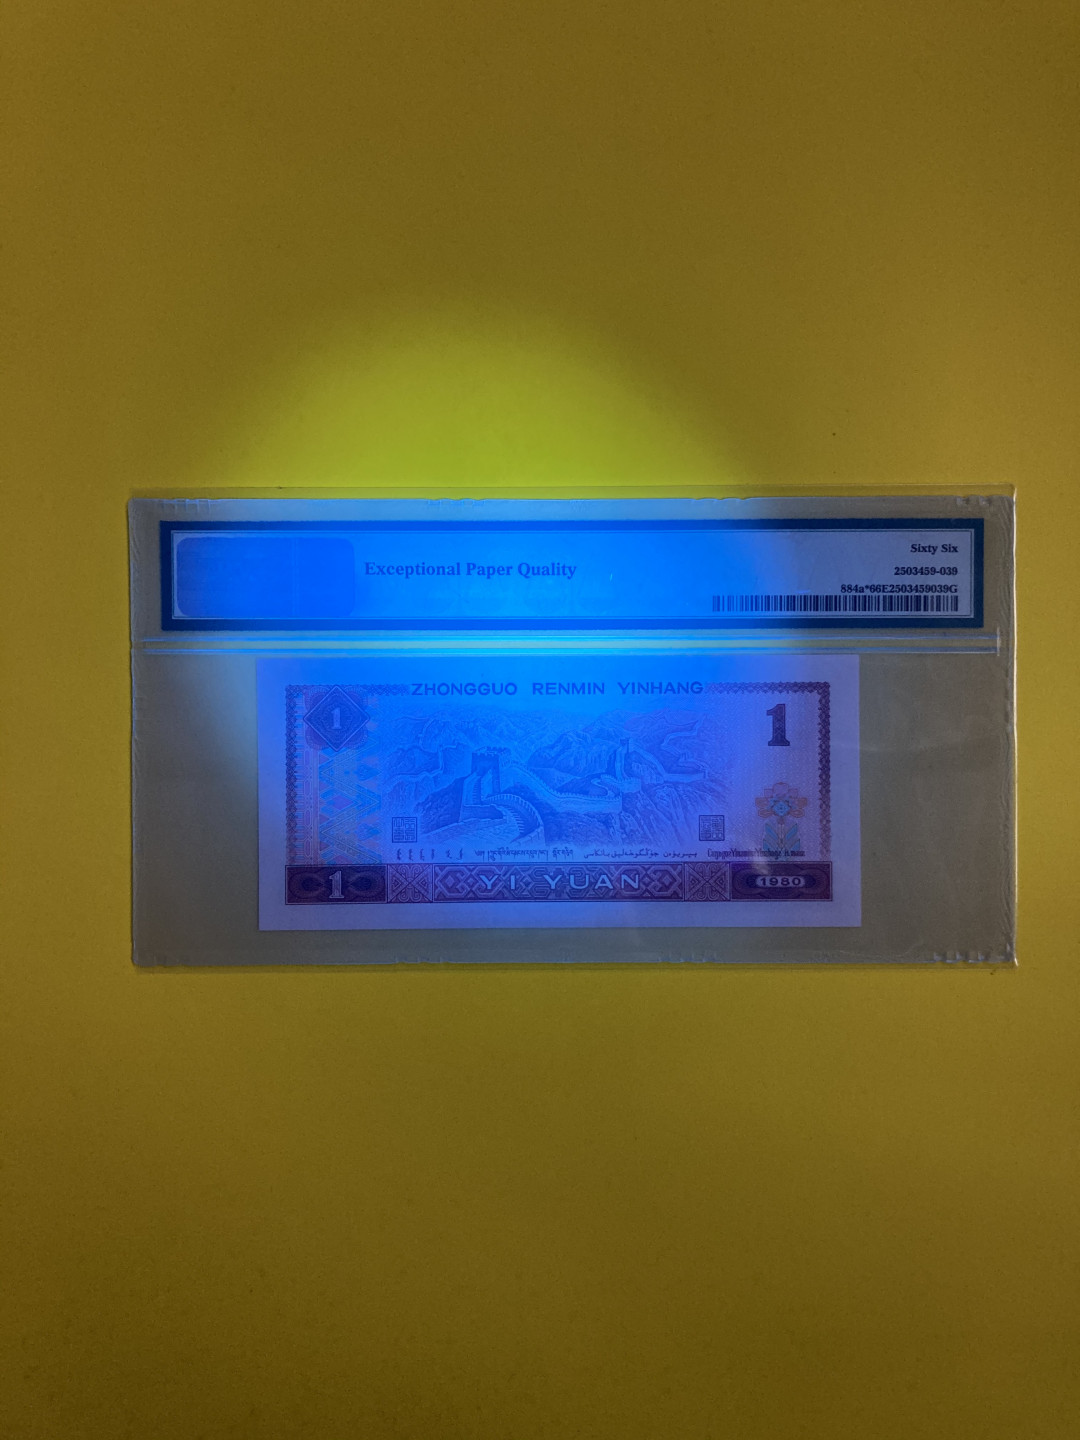 Sixty Six
Exceptional Paper Quality
2503459-039
884a*66E2503459039G
ZHONGGUO RENMIN YINHANG
1
1
1 YI YUAN 1980